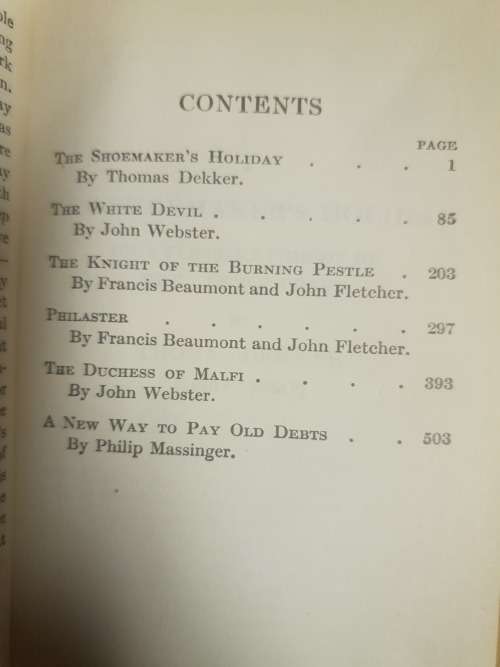 CONTENTS
PAGE
The Shoemaker's Holiday . . . 1
By Thomas Dekker.
The White Devil . . . . . 85
By John Webster.
The Knight of the Burning Pestle . 203
By Francis Beaumont and John Fletcher.
Philaster . . . . . . 297
By Francis Beaumont and John Fletcher.
The Duchess of Malfi . . . . 393
By John Webster.
A New Way to Pay Old Debts . . 503
By Philip Massinger.